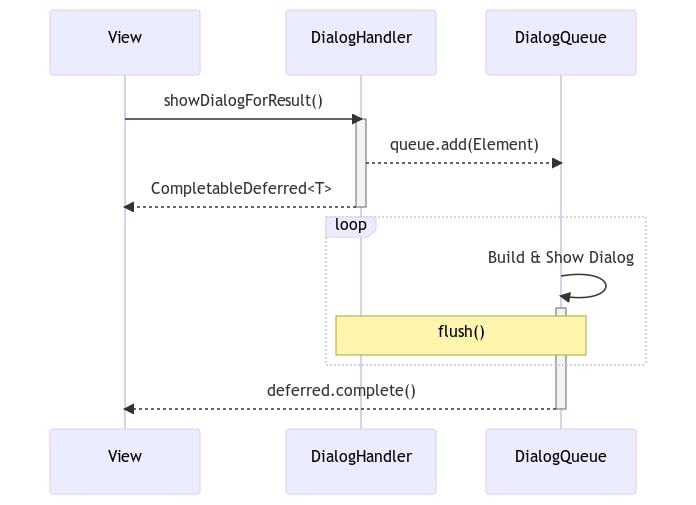 View
DialogHandler
DialogQueue
showDialogForResult()
queue.add(Element)
CompletableDeferred<T>
loop
Build & Show Dialog
flush()
deferred.complete()
View
DialogHandler
DialogQueue